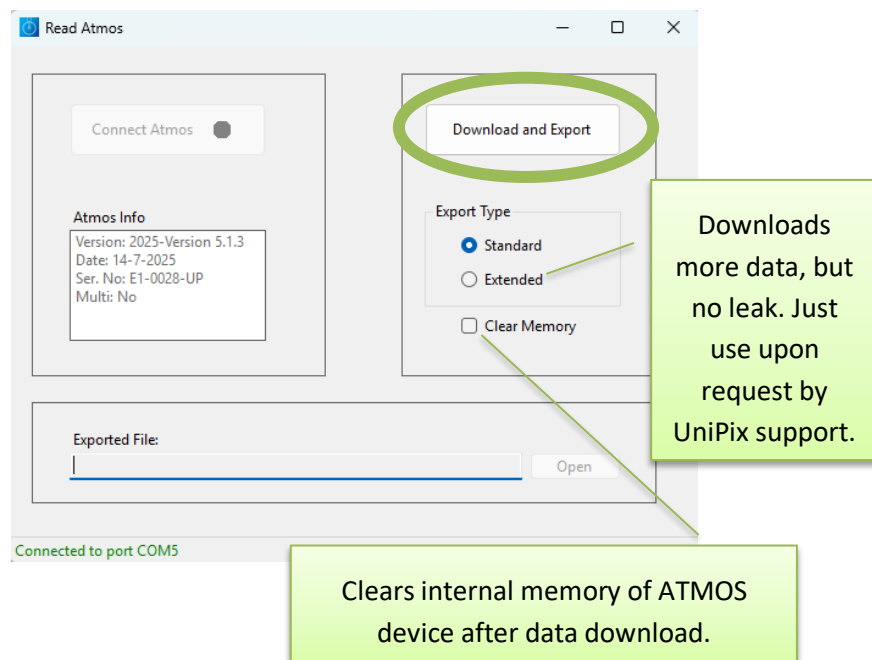 Read Atmos
Connect Atmos
Download and Export
Atmos Info
Version: 2025-Version 5.1.3
Date: 14-7-2025
Ser. No: E1-0028-UP
Multi: No
Export Type
Standard
Extended
Clear Memory
Downloads
more data, but
no leak. Just
use upon
request by
UniPix support.
Exported File:
Open
Connected to port COM5
Clears internal memory of ATMOS
device after data download.